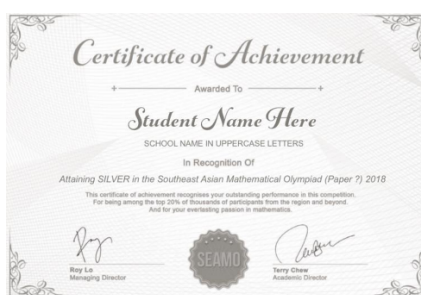 Certificate of Achievement
Awarded To
Student Name Here
SCHOOL NAME IN UPPERCASE LETTERS
In Recognition Of
Attaining SILVER in the Southeast Asian Mathematical Olympiad (Paper ?) 2018
This certificate of achievement recognises your outstanding performance in this competition.
For being among the top 20% of thousands of participants from the region and beyond.
And for your everlasting passion in mathematics.
SEAMO
Roy Lo
Managing Director
Terry Chew
Academic Director